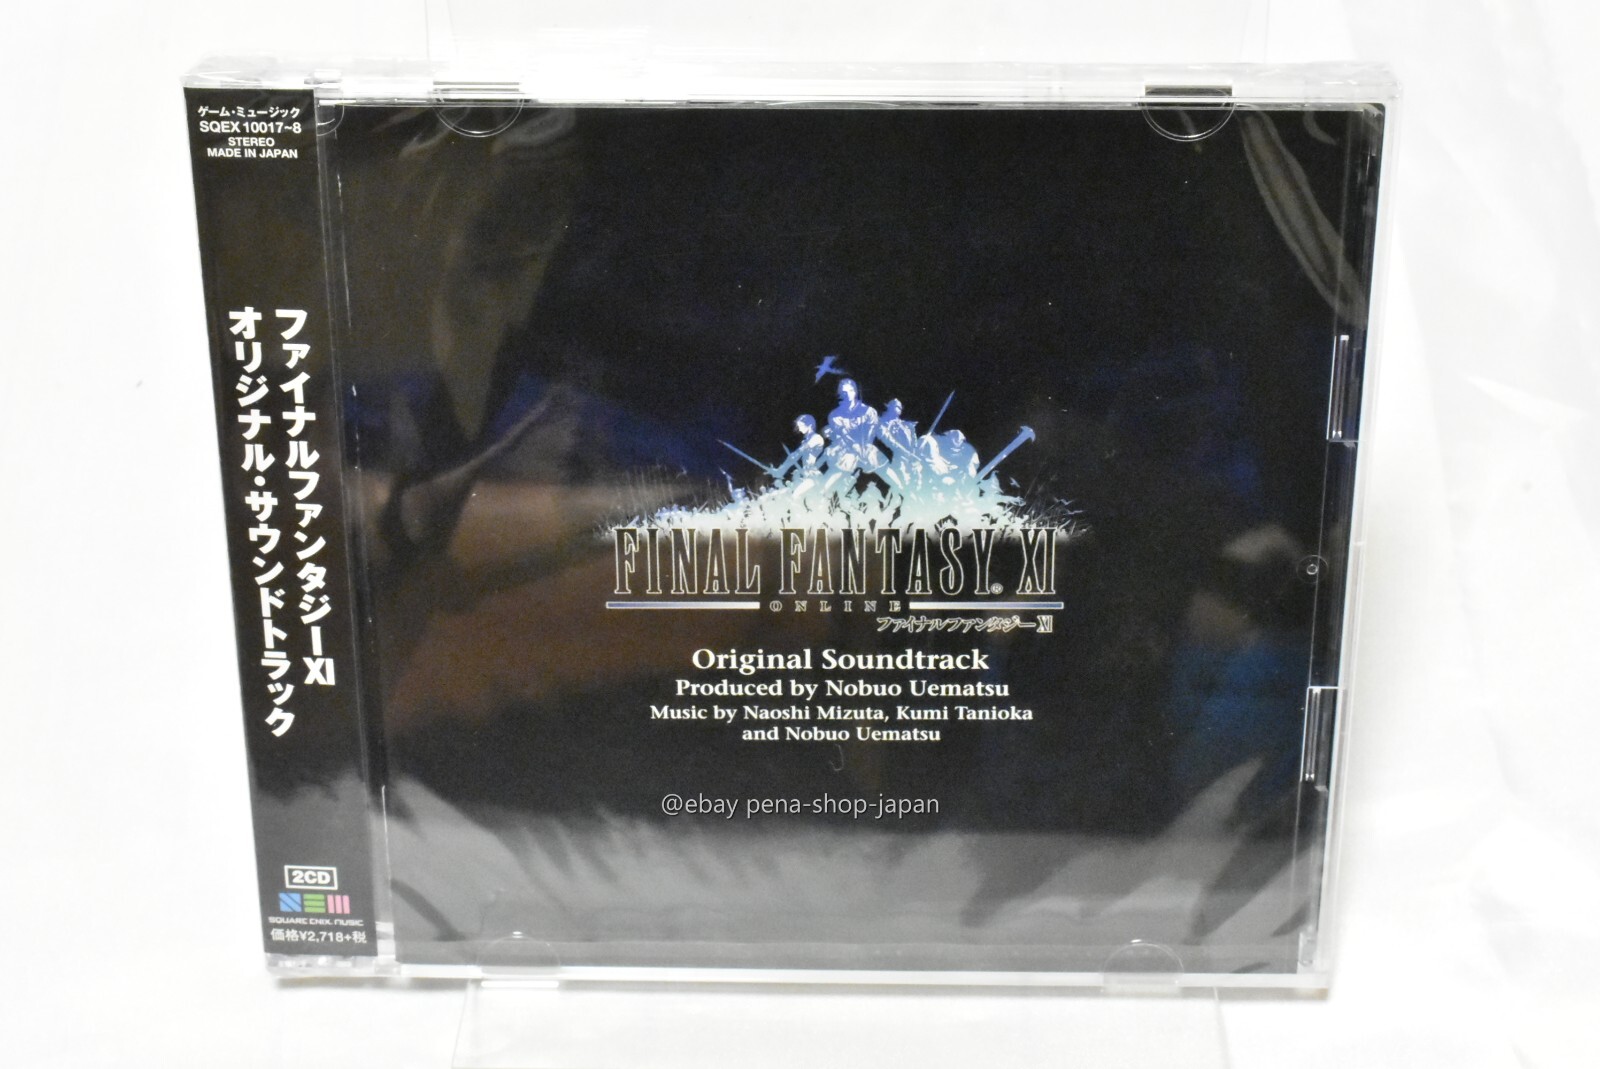 ゲーム・ミュージック
SQEX 10017~8
STEREO
MADE IN JAPAN
ファイナルファンタジーXI
オリジナル・サウンドトラック
2CD
SQUARE ENIX MUSIC
価格¥2,718+税
FINAL FANTASY® XI
ONLINE
ファイナルファンタジーXI
Original Soundtrack
Produced by Nobuo Uematsu
Music by Naoshi Mizuta, Kumi Tanioka
and Nobuo Uematsu
@ebay pena-shop-japan